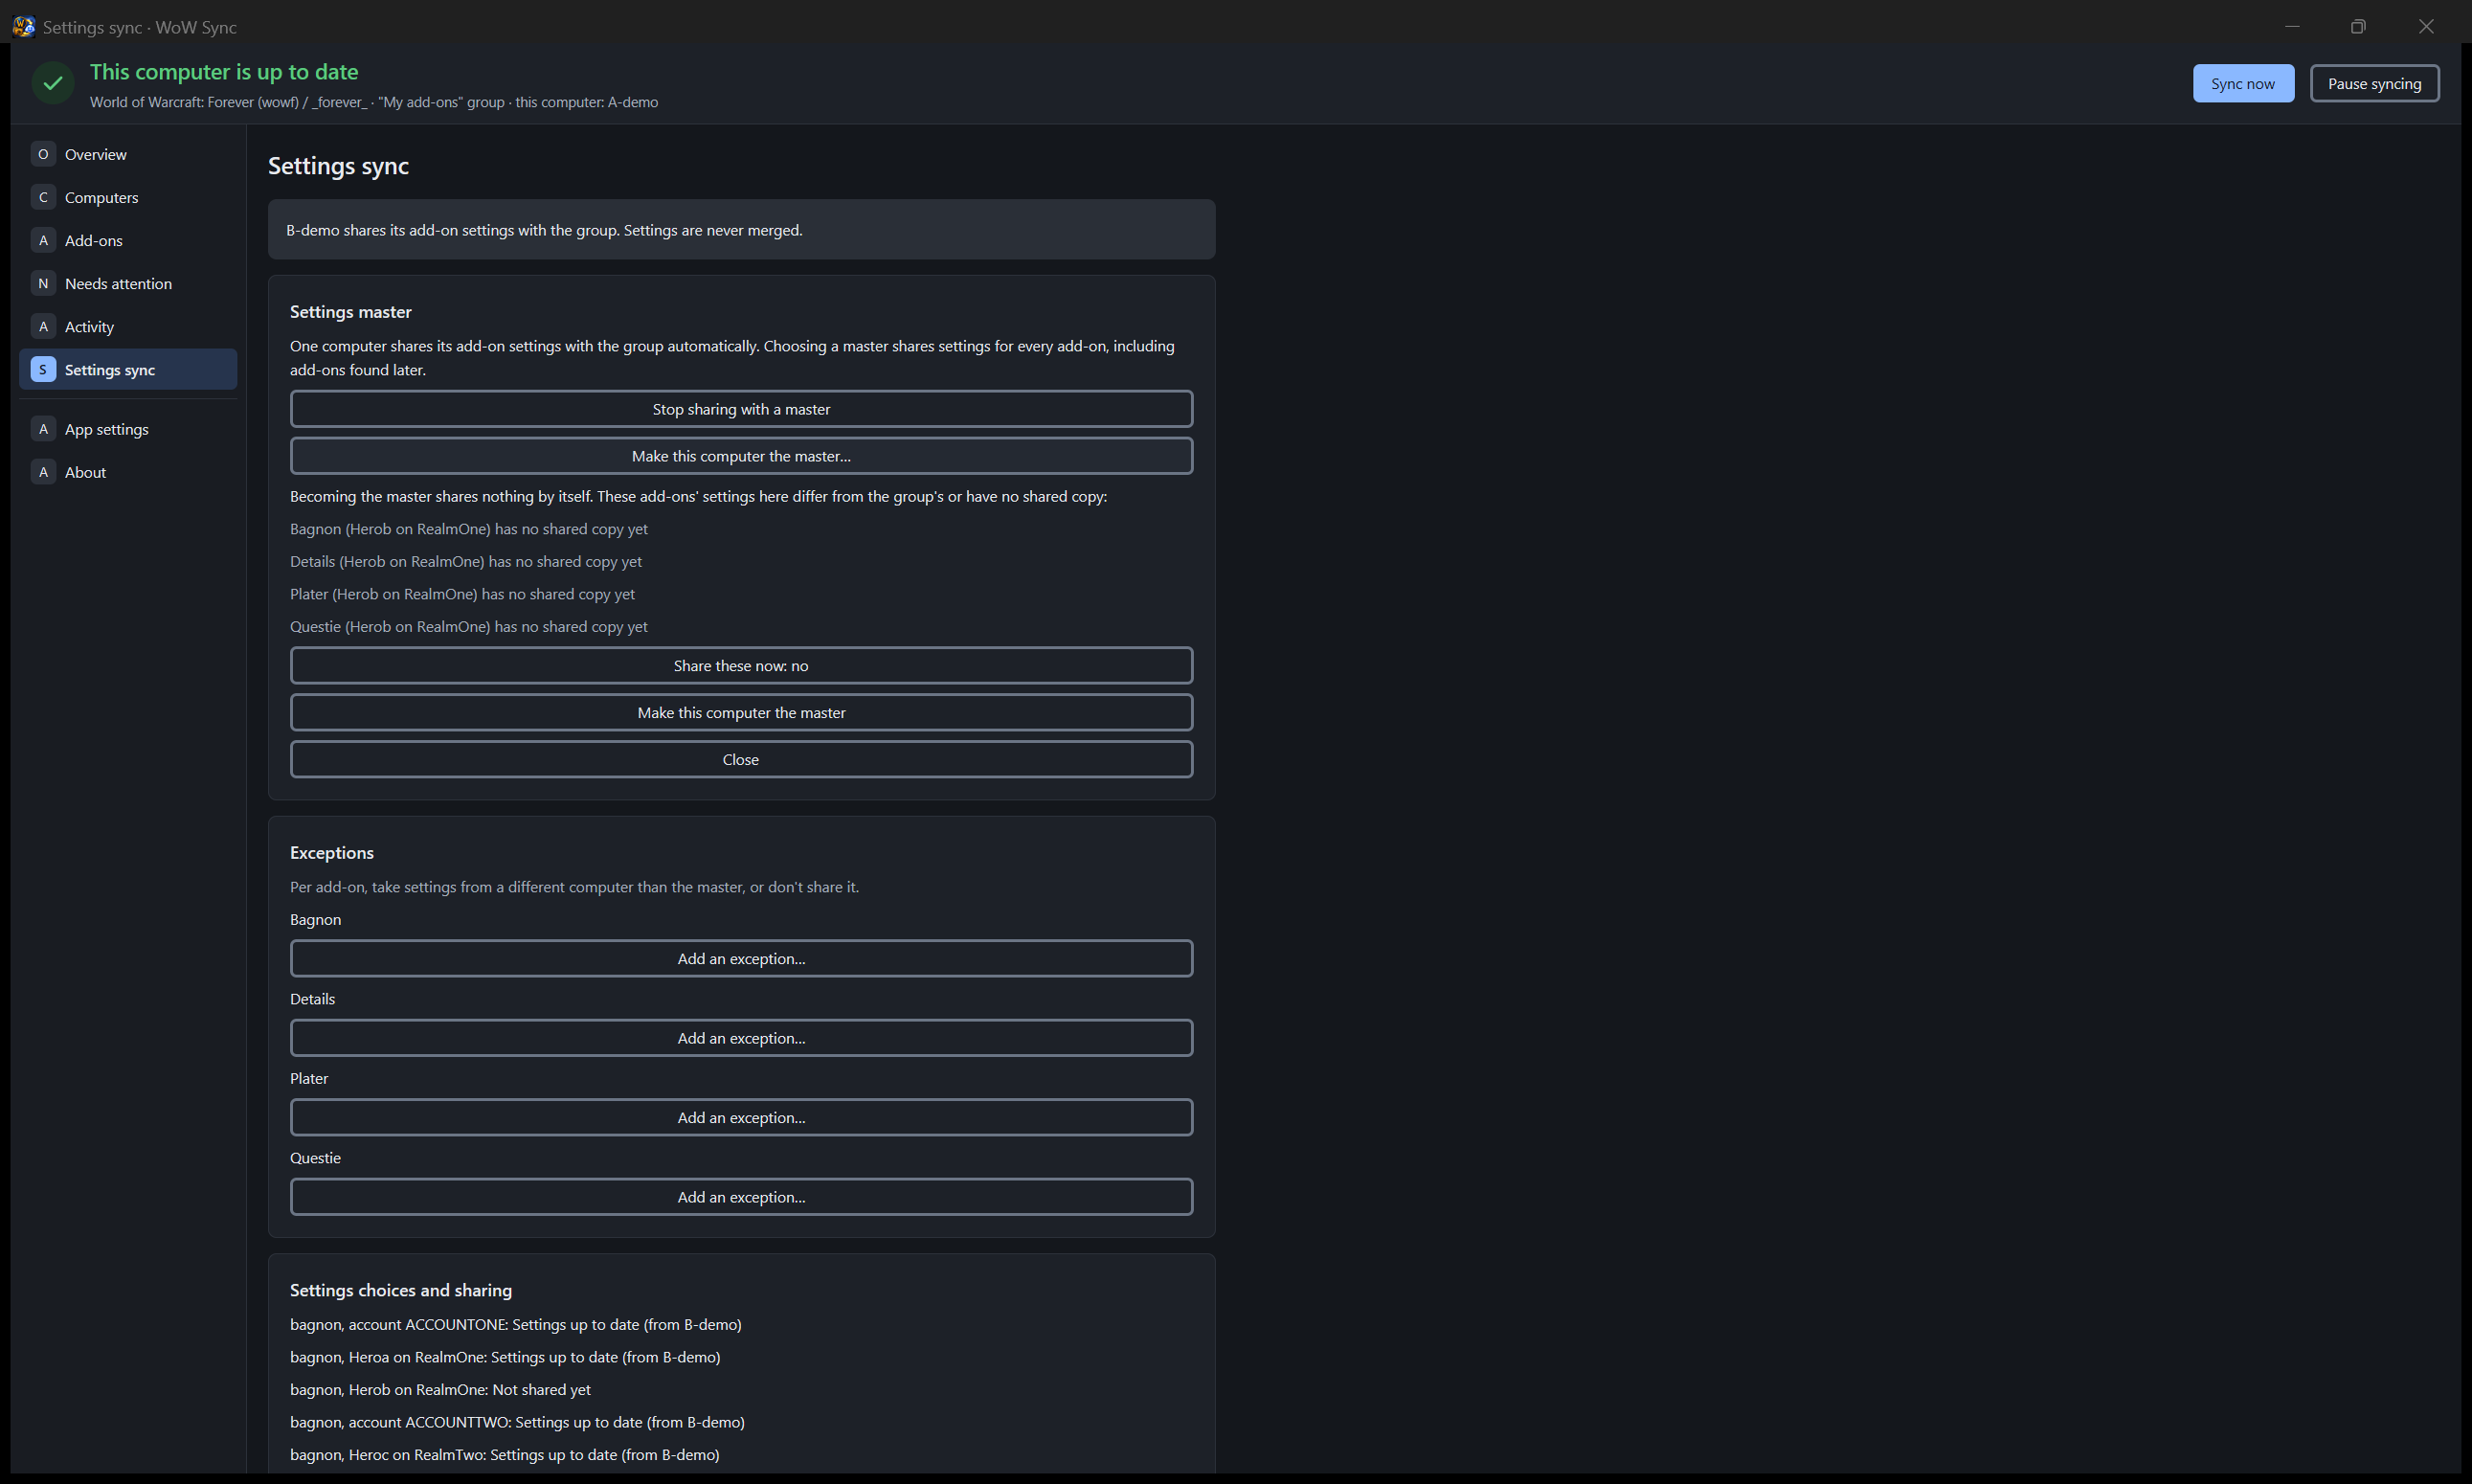 Settings sync · WoW Sync
This computer is up to date
World of Warcraft: Forever (wowf) / _forever_ · "My add-ons" group · this computer: A-demo
Sync now
Pause syncing
O Overview
C Computers
A Add-ons
N Needs attention
A Activity
S Settings sync
A App settings
A About
Settings sync
B-demo shares its add-on settings with the group. Settings are never merged.
Settings master
One computer shares its add-on settings with the group automatically. Choosing a master shares settings for every add-on, including
add-ons found later.
Stop sharing with a master
Make this computer the master...
Becoming the master shares nothing by itself. These add-ons' settings here differ from the group's or have no shared copy:
Bagnon (Herob on RealmOne) has no shared copy yet
Details (Herob on RealmOne) has no shared copy yet
Plater (Herob on RealmOne) has no shared copy yet
Questie (Herob on RealmOne) has no shared copy yet
Share these now: no
Make this computer the master
Close
Exceptions
Per add-on, take settings from a different computer than the master, or don't share it.
Bagnon
Add an exception...
Details
Add an exception...
Plater
Add an exception...
Questie
Add an exception...
Settings choices and sharing
bagnon, account ACCOUNTONE: Settings up to date (from B-demo)
bagnon, Heroa on RealmOne: Settings up to date (from B-demo)
bagnon, Herob on RealmOne: Not shared yet
bagnon, account ACCOUNTTWO: Settings up to date (from B-demo)
bagnon, Heroc on RealmTwo: Settings up to date (from B-demo)